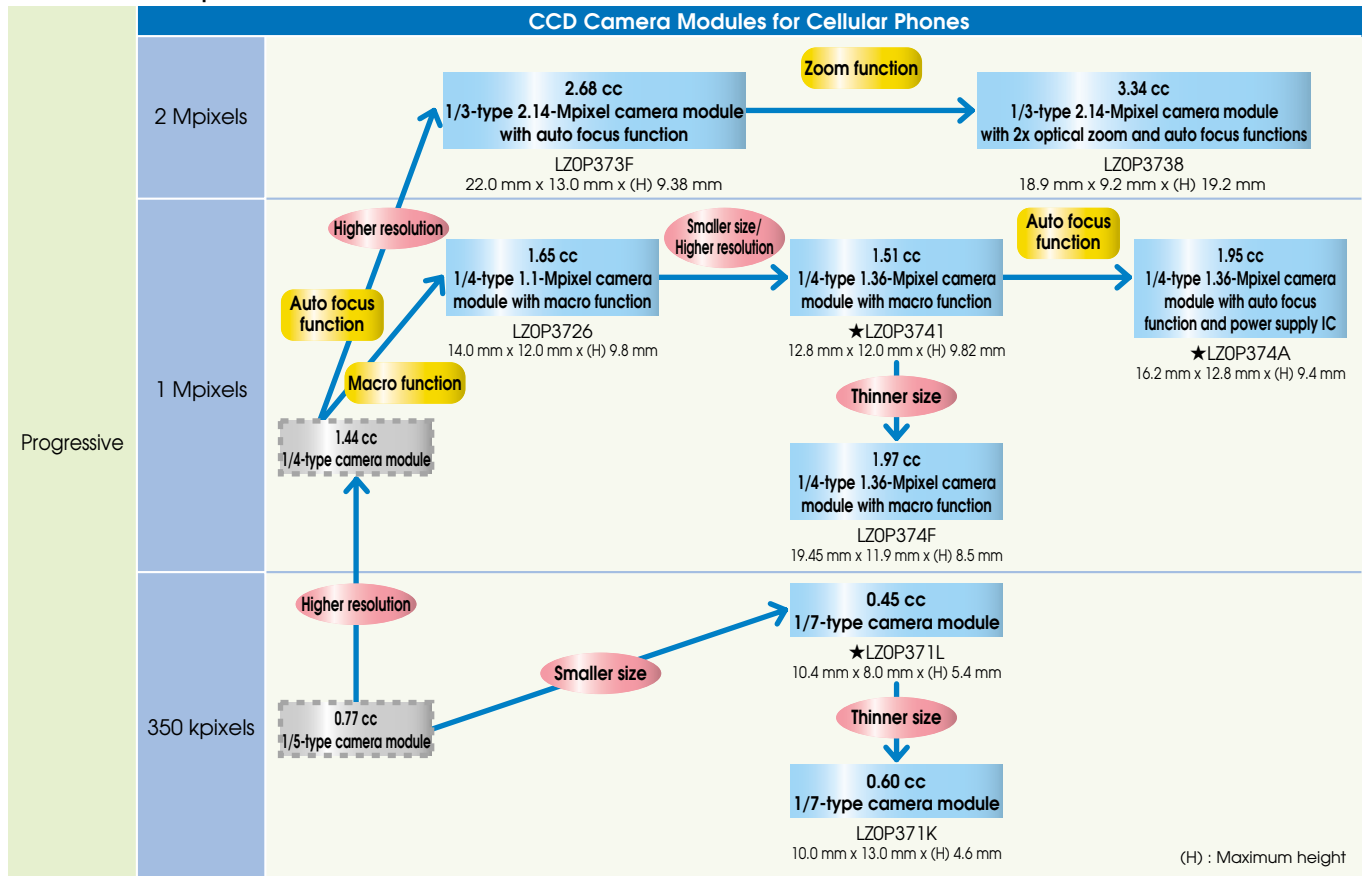 CCD Camera Modules for Cellular Phones
Progressive
2 Mpixels
2.68 cc
1/3-type 2.14-Mpixel camera module
with auto focus function
LZ0P373F
22.0 mm x 13.0 mm x (H) 9.38 mm
Zoom function
3.34 cc
1/3-type 2.14-Mpixel camera module
with 2x optical zoom and auto focus functions
LZ0P3738
18.9 mm x 9.2 mm x (H) 19.2 mm
1 Mpixels
Higher resolution
Auto focus
function
Macro function
1.44 cc
1/4-type camera module
1.65 cc
1/4-type 1.1-Mpixel camera
module with macro function
LZ0P3726
14.0 mm x 12.0 mm x (H) 9.8 mm
Smaller size/
Higher resolution
1.51 cc
1/4-type 1.36-Mpixel camera
module with macro function
★LZ0P3741
12.8 mm x 12.0 mm x (H) 9.82 mm
Auto focus
function
1.95 cc
1/4-type 1.36-Mpixel camera
module with auto focus
function and power supply IC
★LZ0P374A
16.2 mm x 12.8 mm x (H) 9.4 mm
Thinner size
1.97 cc
1/4-type 1.36-Mpixel camera
module with macro function
LZ0P374F
19.45 mm x 11.9 mm x (H) 8.5 mm
350 kpixels
Higher resolution
0.77 cc
1/5-type camera module
Smaller size
0.45 cc
1/7-type camera module
★LZ0P371L
10.4 mm x 8.0 mm x (H) 5.4 mm
Thinner size
0.60 cc
1/7-type camera module
LZ0P371K
10.0 mm x 13.0 mm x (H) 4.6 mm
(H) : Maximum height